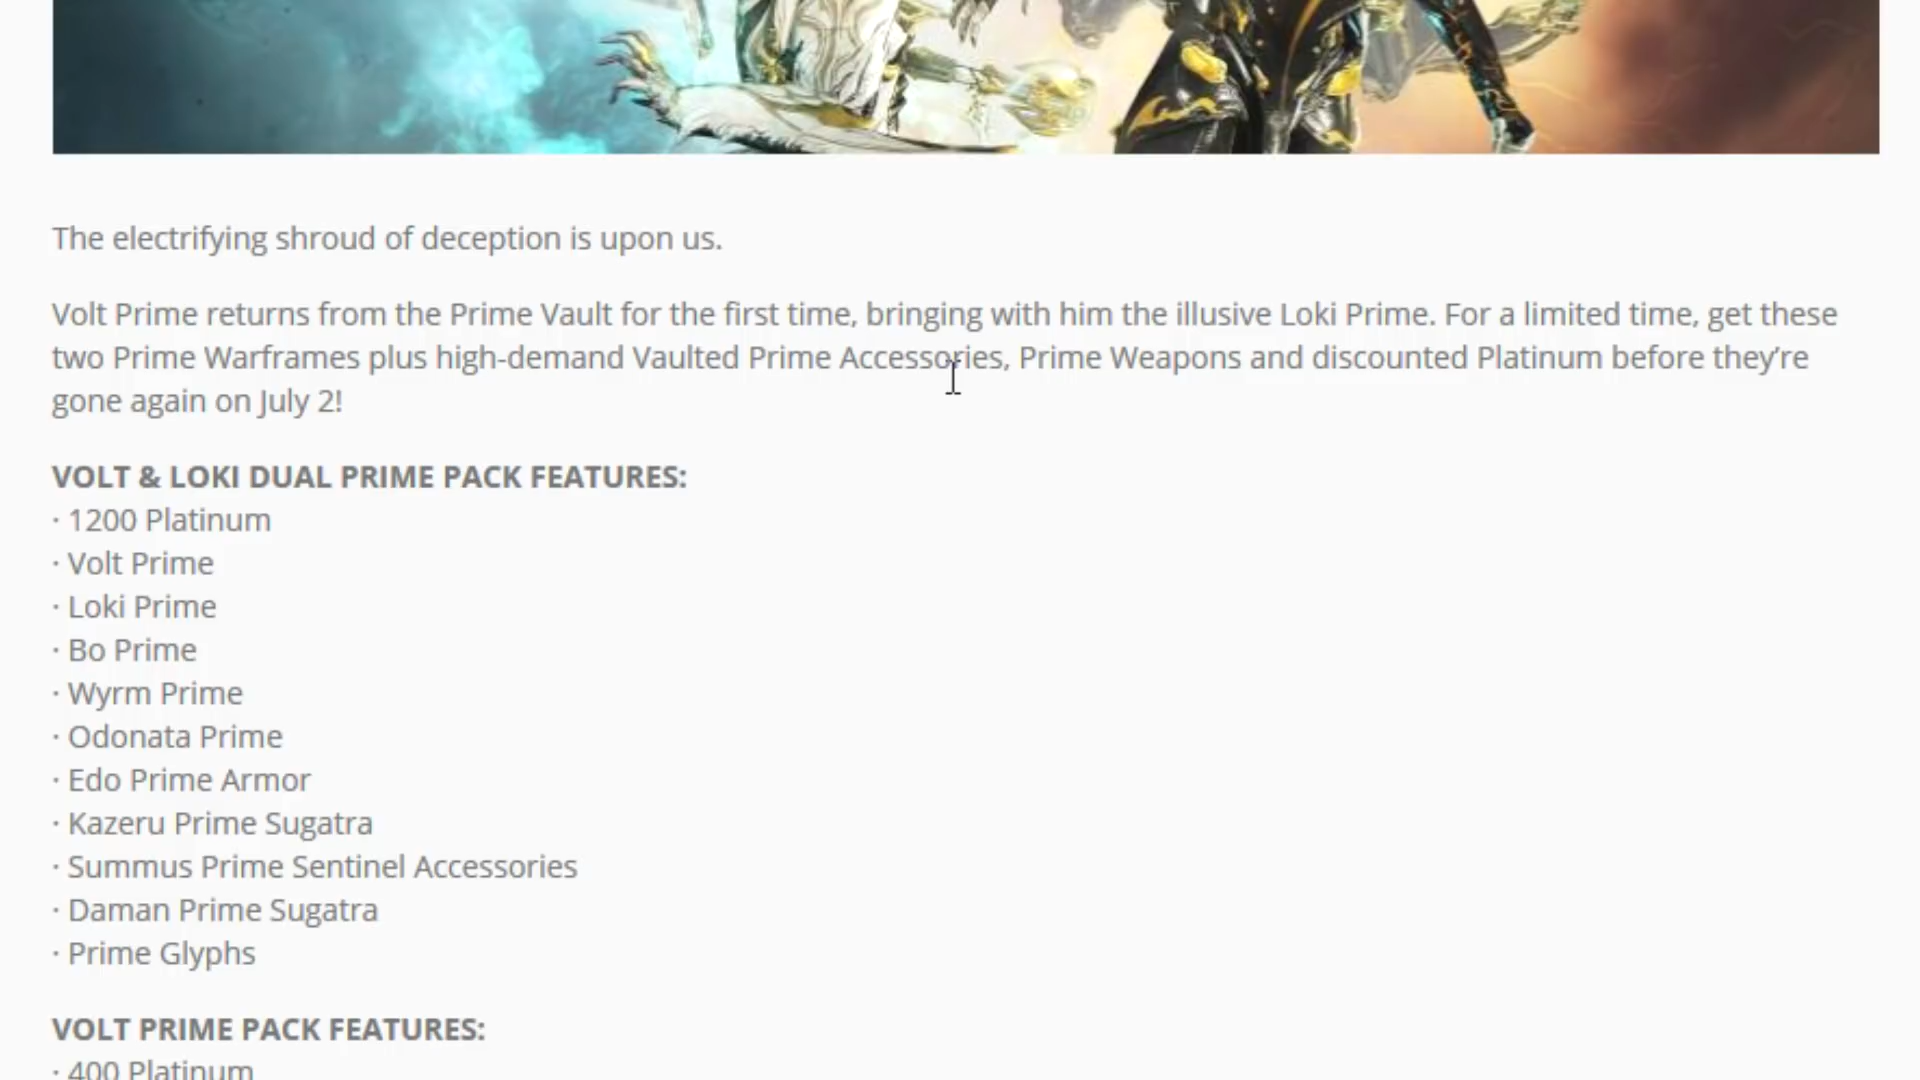 The electrifying shroud of deception is upon us.
Volt Prime returns from the Prime Vault for the first time, bringing with him the illusive Loki Prime. For a limited time, get these
two Prime Warframes plus high-demand Vaulted Prime Accessories, Prime Weapons and discounted Platinum before they’re
gone again on July 2!
VOLT & LOKI DUAL PRIME PACK FEATURES:
· 1200 Platinum
· Volt Prime
· Loki Prime
· Bo Prime
· Wyrm Prime
· Odonata Prime
· Edo Prime Armor
· Kazeru Prime Sugatra
· Summus Prime Sentinel Accessories
· Daman Prime Sugatra
· Prime Glyphs
VOLT PRIME PACK FEATURES:
· 400 Platinum